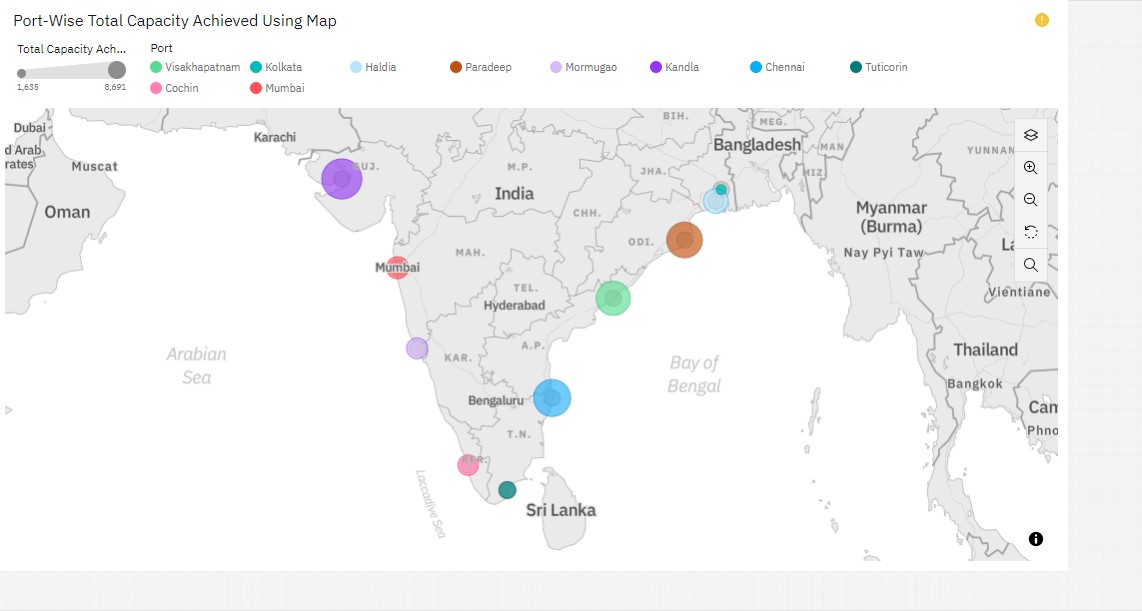 Port-Wise Total Capacity Achieved Using Map
Total Capacity Ach...
Port
1,635
8,691
Visakhapatnam
Kolkata
Haldia
Paradeep
Mormugao
Kandla
Chennai
Tuticorin
Cochin
Mumbai
Dubai
d Arab
rates
Muscat
Oman
Karachi
GUJ.
M.P.
India
BIH.
JHA.
CHH.
ODI.
MEG.
MAN
MIZ.
Bangladesh
YUNNAN
Myanmar
(Burma)
Nay Pyi Taw
La
Vientiane
Mumbai
MAH.
TEL.
Hyderabad
A.P.
KAR.
Bengaluru
T.N.
KER.
Arabian
Sea
Bay of
Bengal
Thailand
Bangkok
Cam
Phno
Laccadive Sea
Sri Lanka